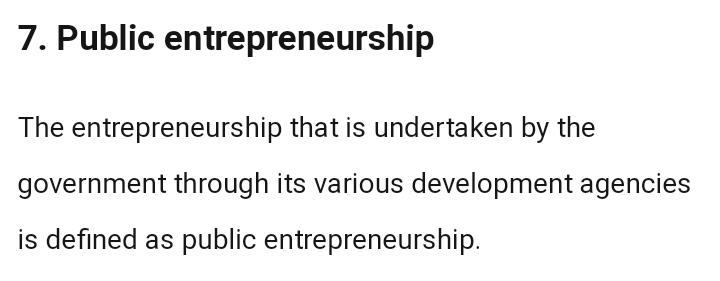 7. Public entrepreneurship
The entrepreneurship that is undertaken by the
government through its various development agencies
is defined as public entrepreneurship.